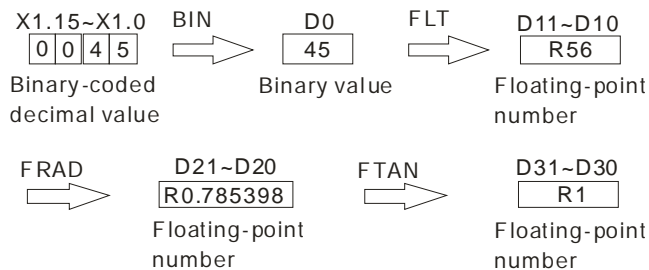 X1.15~X1.0 BIN D0 FLT D11~D10
0 0 4 5 45 R56
Binary-coded Binary value Floating-point
decimal value number
FRAD D21~D20 FTAN D31~D30
R0.785398 R1
Floating-point Floating-point
number number